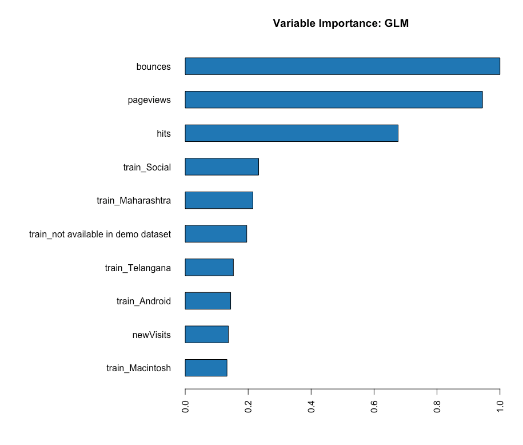 Variable Importance: GLM
bounces
pageviews
hits
train_Social
train_Maharashtra
train_not available in demo dataset
train_Telangana
train_Android
newVisits
train_Macintosh
0.0 0.2 0.4 0.6 0.8 1.0